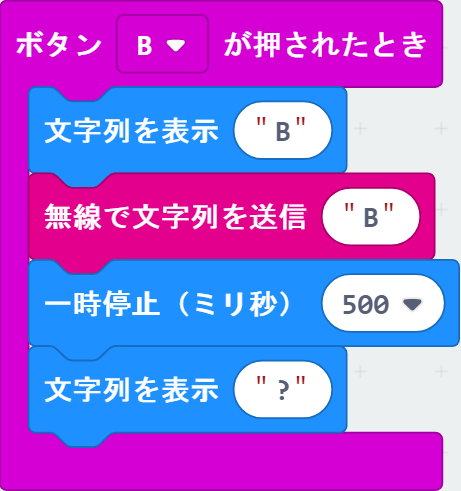 ボタン B が押されたとき
文字列を表示 "B"
無線で文字列を送信 "B"
一時停止（ミリ秒） 500
文字列を表示 "?"